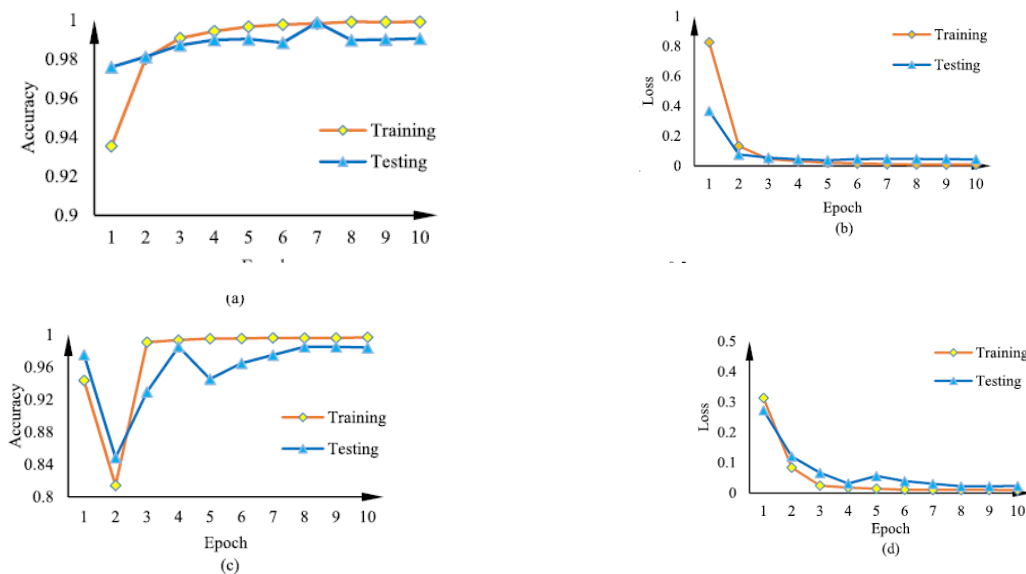 1
0.98
0.96
0.94
0.92
0.9
Accuracy
Training
Testing
1 2 3 4 5 6 7 8 9 10
(a)
1
0.8
0.6
0.4
0.2
0
Loss
Training
Testing
1 2 3 4 5 6 7 8 9 10
Epoch
(b)
1
0.96
0.92
0.88
0.84
0.8
Accuracy
Training
Testing
1 2 3 4 5 6 7 8 9 10
Epoch
(c)
0.5
0.4
0.3
0.2
0.1
0
Loss
Training
Testing
1 2 3 4 5 6 7 8 9 10
Epoch
(d)